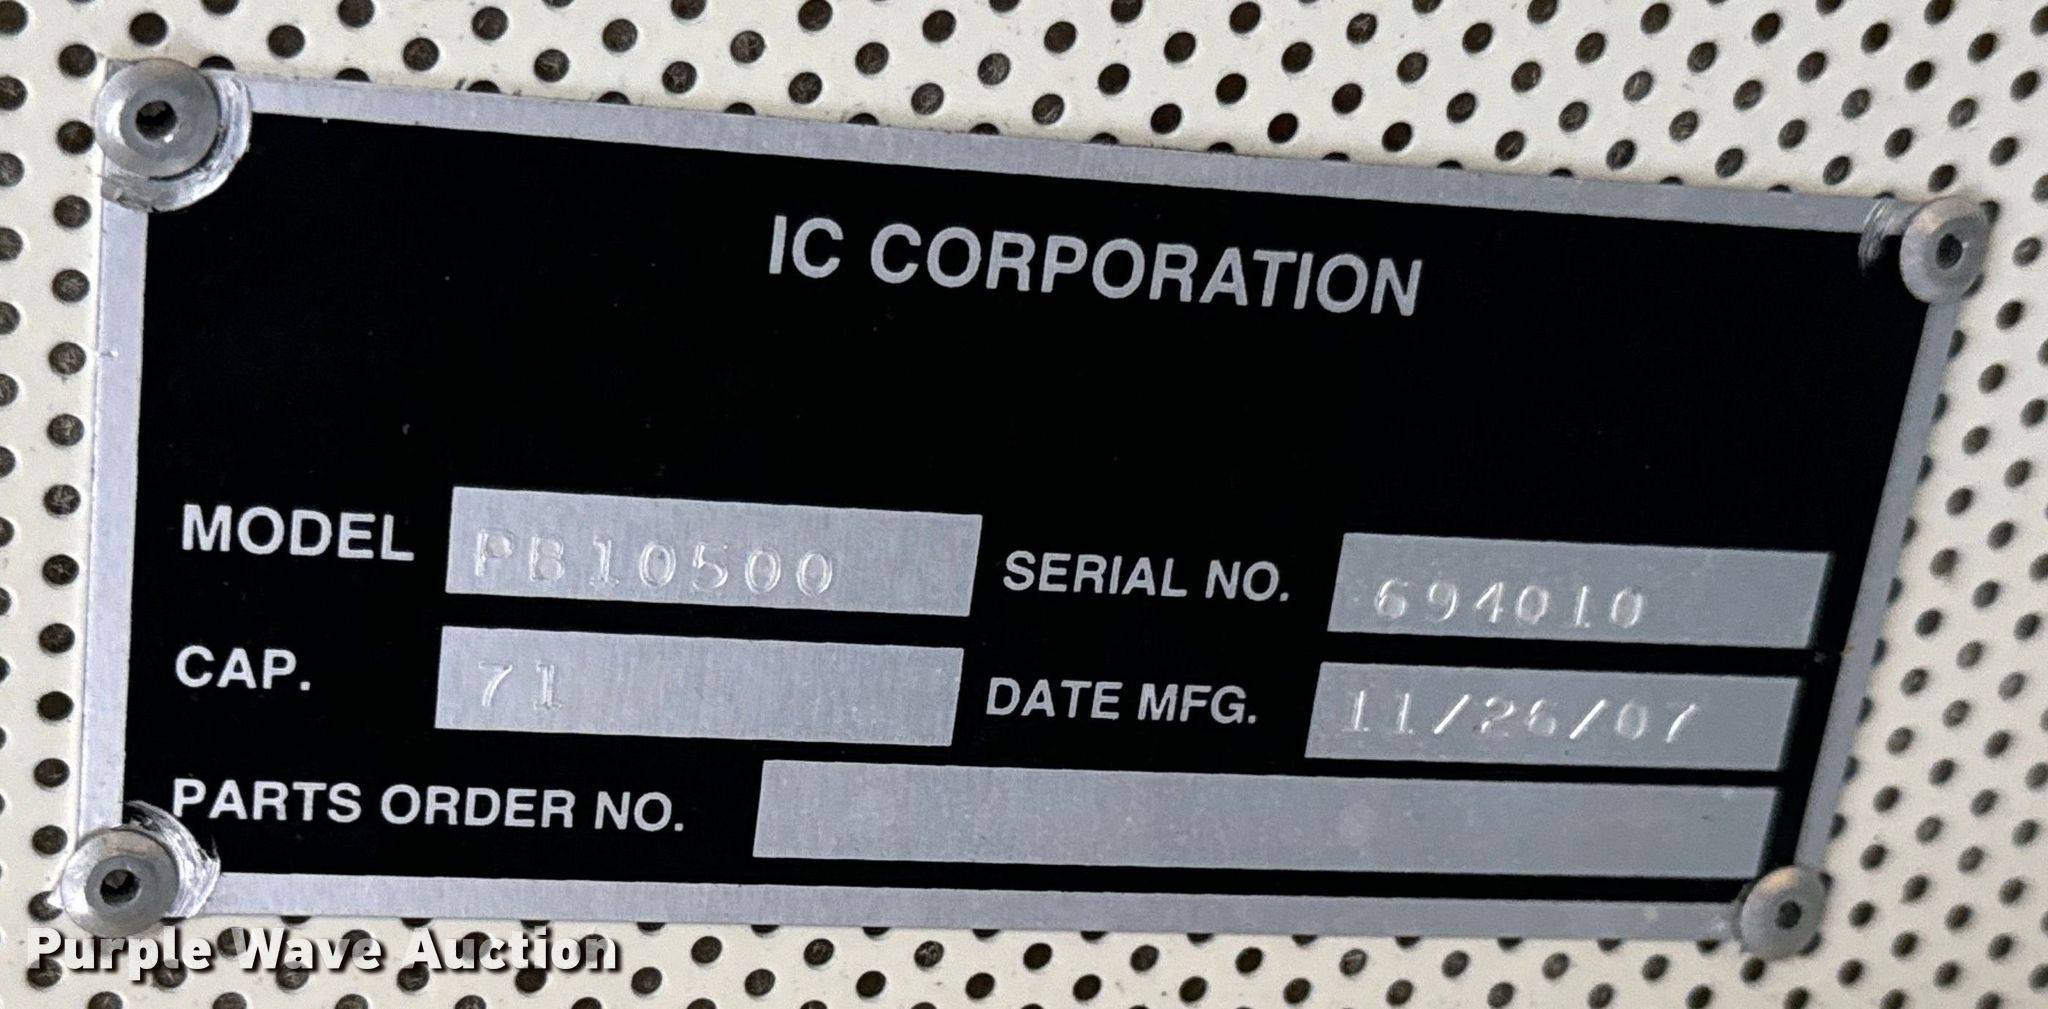 IC CORPORATION
MODEL PB10500 SERIAL NO. 694010
CAP. 71 DATE MFG. 11/26/07
PARTS ORDER NO.
Purple Wave Auction